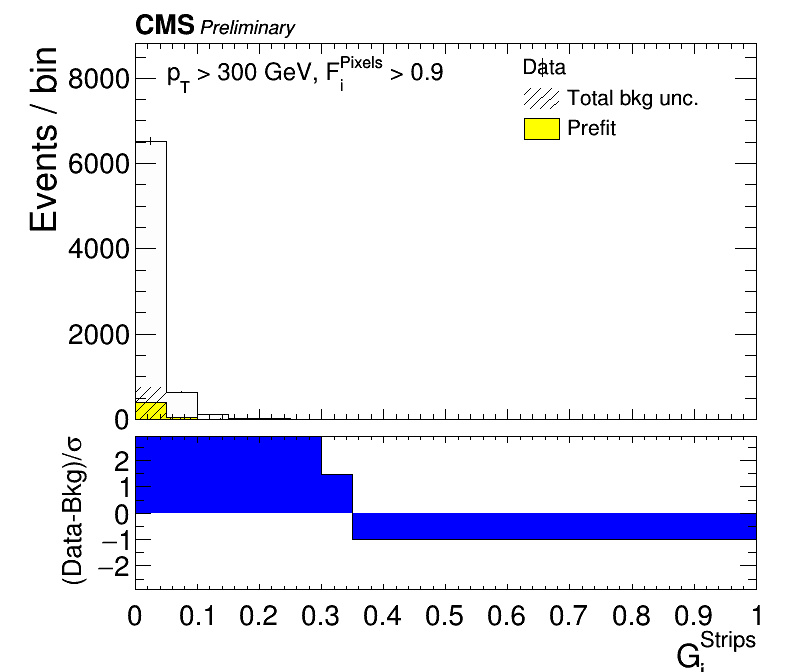 CMS Preliminary
Events / bin
p_T > 300 GeV, F_i^Pixels > 0.9
Data
Total bkg unc.
Prefit
8000
6000
4000
2000
0
(Data-Bkg)/σ
2
1
0
−1
−2
0 0.1 0.2 0.3 0.4 0.5 0.6 0.7 0.8 0.9 1
G_i^Strips